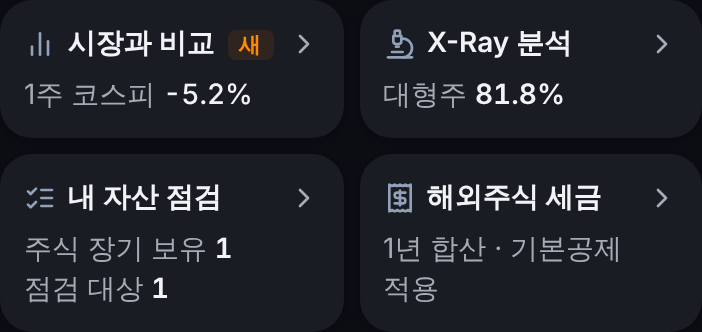 시장과 비교 새
1주 코스피 -5.2%
X-Ray 분석
대형주 81.8%
내 자산 점검
주식 장기 보유 1
점검 대상 1
해외주식 세금
1년 합산 · 기본공제
적용